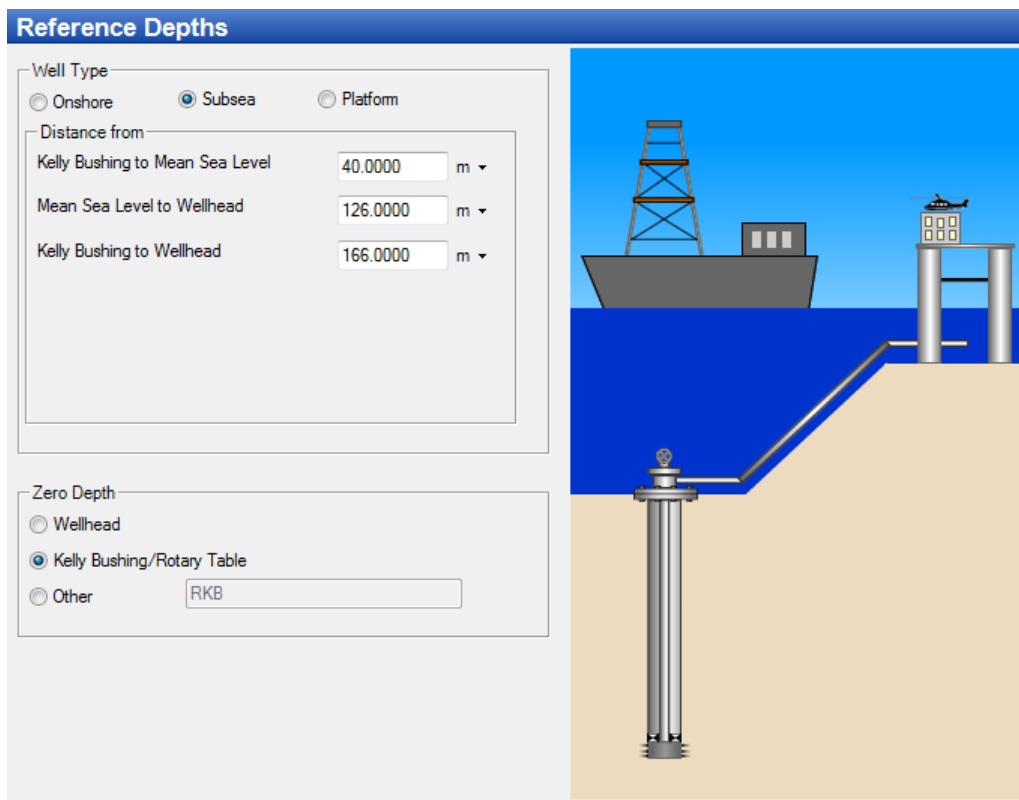 Reference Depths
Well Type
Onshore Subsea Platform
Distance from
Kelly Bushing to Mean Sea Level 40.0000 m
Mean Sea Level to Wellhead 126.0000 m
Kelly Bushing to Wellhead 166.0000 m
Zero Depth
Wellhead
Kelly Bushing/Rotary Table
Other RKB